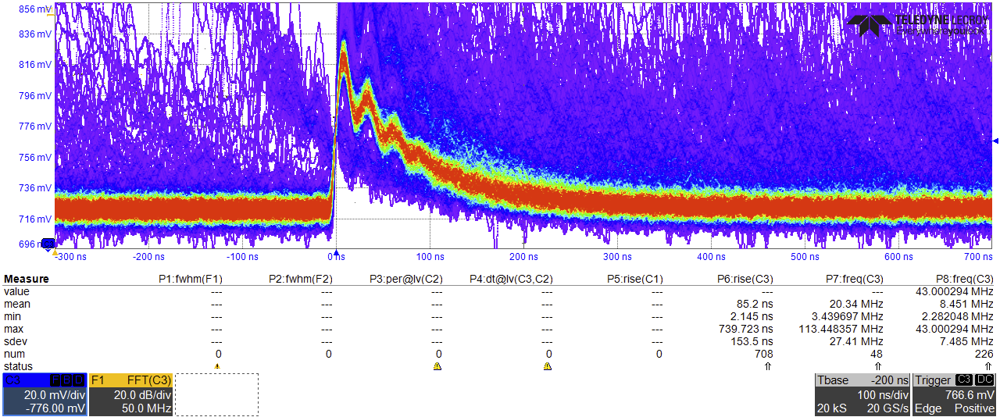 856 mV
TELEDYNE LECROY
836 mV
Everywhereyoulook
816 mV
796 mV
776 mV
756 mV
736 mV
716 mV
696
-300 ns -200 ns -100 ns 0 ns 100 ns 200 ns 300 ns 400 ns 500 ns 600 ns 700 ns
Measure P1:fwhm(F1) P2:fwhm(F2) P3:per@lv(C2) P4:dt@lv(C3,C2) P5:rise(C1) P6:rise(C3) P7:freq(C3) P8:freq(C3)
value --- --- --- --- --- --- --- 43.000294 MHz
mean --- --- --- --- --- 85.2 ns 20.34 MHz 8.451 MHz
min --- --- --- --- --- 2.145 ns 3.439697 MHz 2.282048 MHz
max --- --- --- --- --- 739.723 ns 113.448357 MHz 43.000294 MHz
sdev --- --- --- --- --- 153.5 ns 27.41 MHz 7.485 MHz
num 0 0 0 0 0 708 48 226
status
C3 F B D F1 FFT(C3) Tbase -200 ns Trigger C3 DC
20.0 mV/div 20.0 dB/div 100 ns/div 766.6 mV
-776.00 mV 50.0 MHz 20 kS 20 GS/s Edge Positive